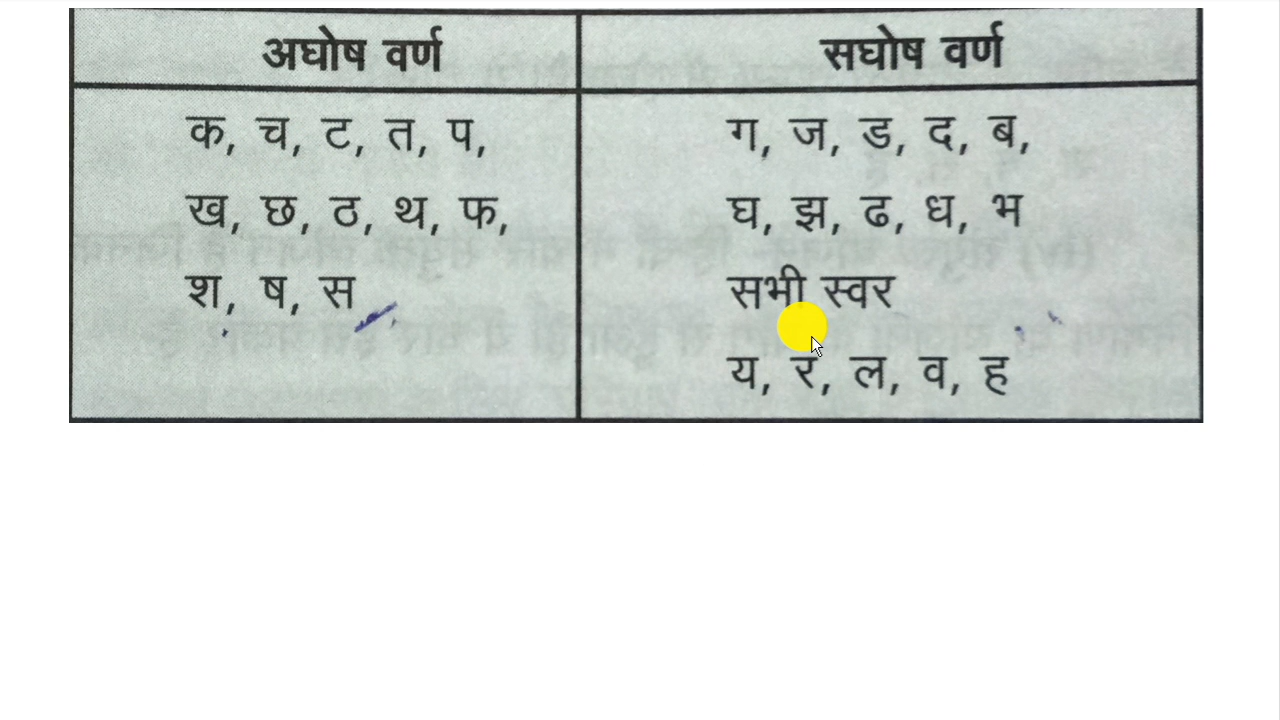 अघोष वर्ण सघोष वर्ण
क, च, ट, त, प, ग, ज, ड, द, ब,
ख, छ, ठ, थ, फ, घ, झ, ढ, ध, भ
श, ष, स सभी स्वर
य, र, ल, व, ह